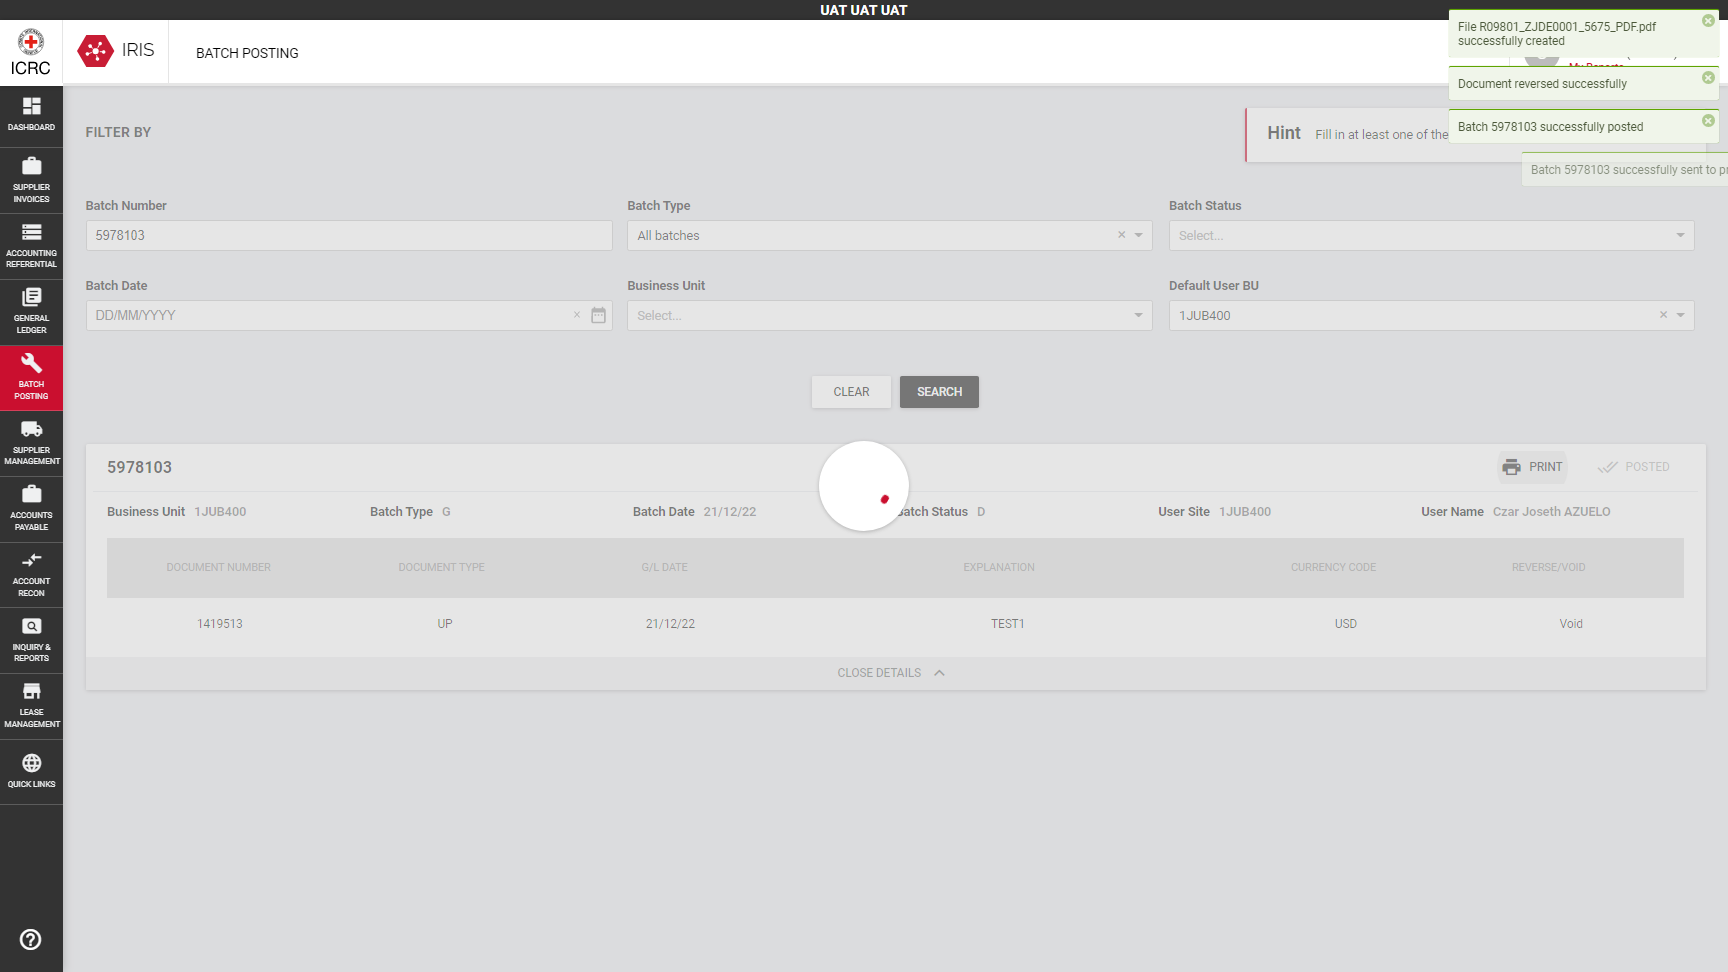 UAT UAT UAT
ICRC
IRIS
BATCH POSTING
File R09801_ZJDE0001_5675_PDF.pdf
successfully created
My Reports
Document reversed successfully
Batch 5978103 successfully posted
Batch 5978103 successfully sent to pr
DASHBOARD
SUPPLIER
INVOICES
ACCOUNTING
REFERENTIAL
GENERAL
LEDGER
BATCH
POSTING
SUPPLIER
MANAGEMENT
ACCOUNTS
PAYABLE
ACCOUNT
RECON
INQUIRY &
REPORTS
LEASE
MANAGEMENT
QUICK LINKS
FILTER BY
Hint Fill in at least one of the
Batch Number Batch Type Batch Status
5978103 All batches Select...
Batch Date Business Unit Default User BU
DD/MM/YYYY Select... 1JUB400
CLEAR SEARCH
5978103 PRINT POSTED
Business Unit 1JUB400 Batch Type G Batch Date 21/12/22 Batch Status D User Site 1JUB400 User Name Czar Joseth AZUELO
DOCUMENT NUMBER DOCUMENT TYPE G/L DATE EXPLANATION CURRENCY CODE REVERSE/VOID
1419513 UP 21/12/22 TEST1 USD Void
CLOSE DETAILS